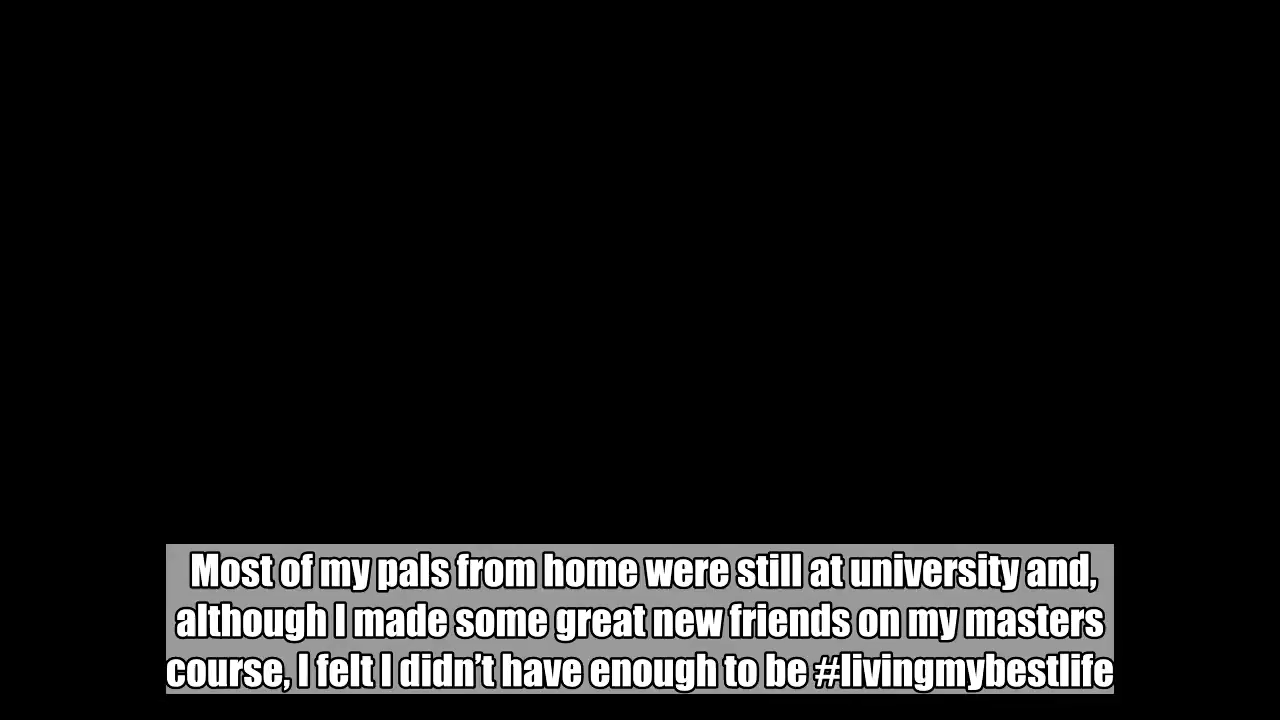 Most of my pals from home were still at university and,
although I made some great new friends on my masters
course, I felt I didn’t have enough to be #livingmybestlife